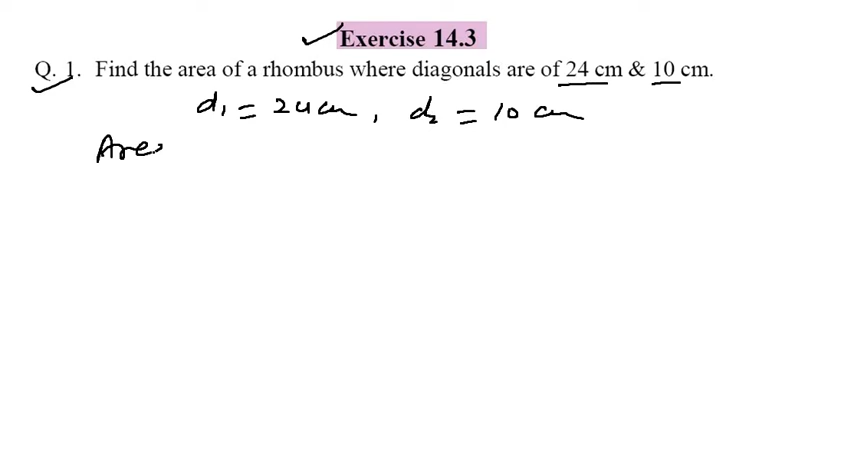 Exercise 14.3
Q. 1. Find the area of a rhombus where diagonals are of 24 cm & 10 cm.
d₁ = 24 cm, d₂ = 10 cm
Area